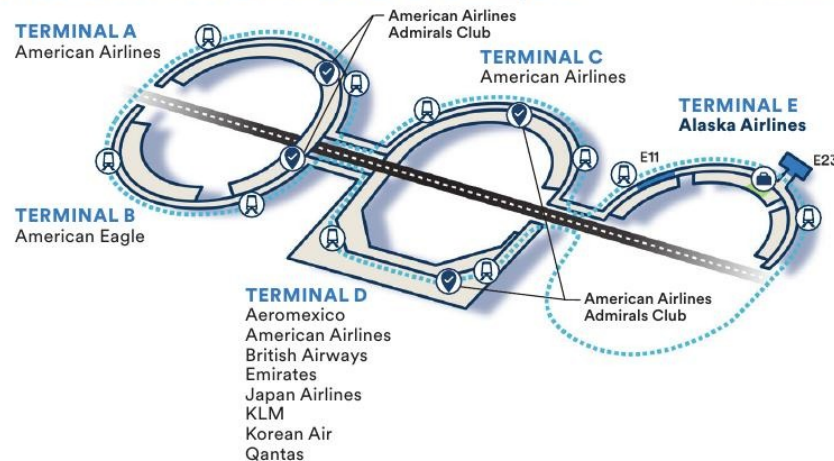 American Airlines
Admirals Club
TERMINAL A
American Airlines
TERMINAL C
American Airlines
TERMINAL E
Alaska Airlines
E11
E23
TERMINAL B
American Eagle
TERMINAL D
Aeromexico
American Airlines
British Airways
Emirates
Japan Airlines
KLM
Korean Air
Qantas
American Airlines
Admirals Club